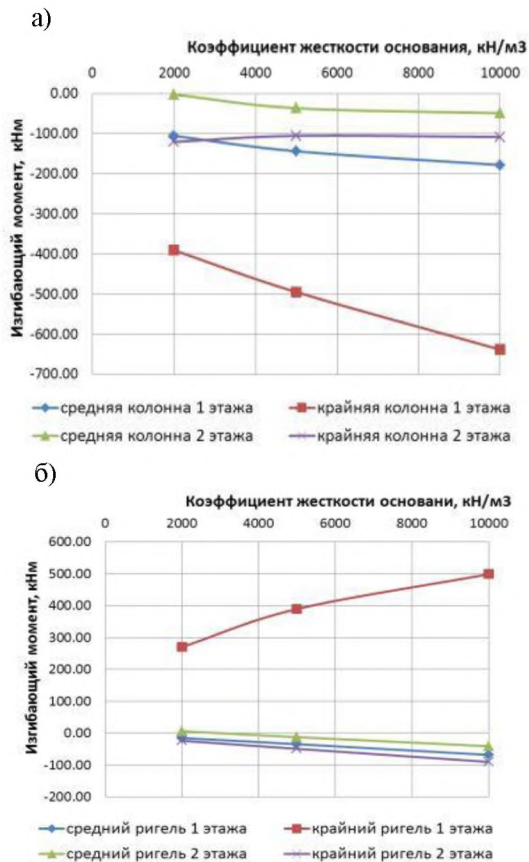 а)
Коэффициент жесткости основания, кН/м3
0 2000 4000 6000 8000 10000
0.00
-100.00
-200.00
-300.00
-400.00
-500.00
-600.00
-700.00
Изгибающий момент, кНм
средняя колонна 1 этажа крайняя колонна 1 этажа
средняя колонна 2 этажа крайняя колонна 2 этажа
б)
Коэффициент жесткости основани, кН/м3
0 2000 4000 6000 8000 10000
600.00
500.00
400.00
300.00
200.00
100.00
0.00
-100.00
-200.00
Изгибающий момент, кНм
средний ригель 1 этажа крайний ригель 1 этажа
средний ригель 2 этажа крайний ригель 2 этажа